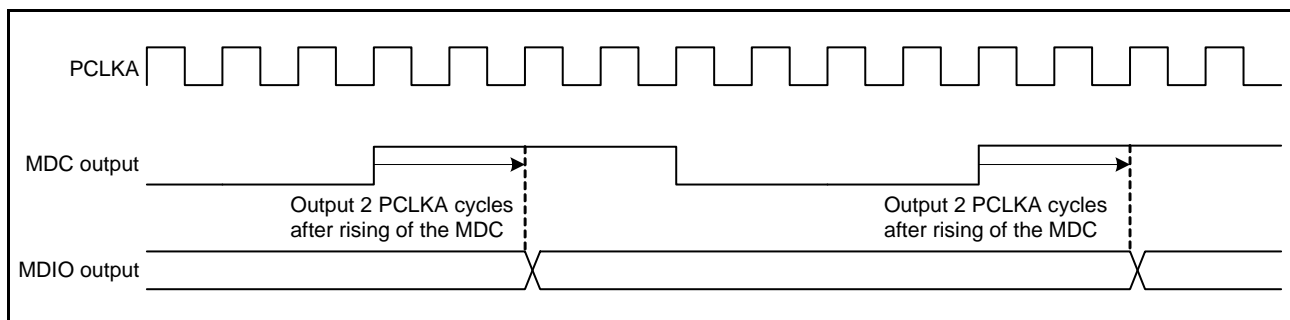 PCLKA
MDC output
Output 2 PCLKA cycles
after rising of the MDC
Output 2 PCLKA cycles
after rising of the MDC
MDIO output